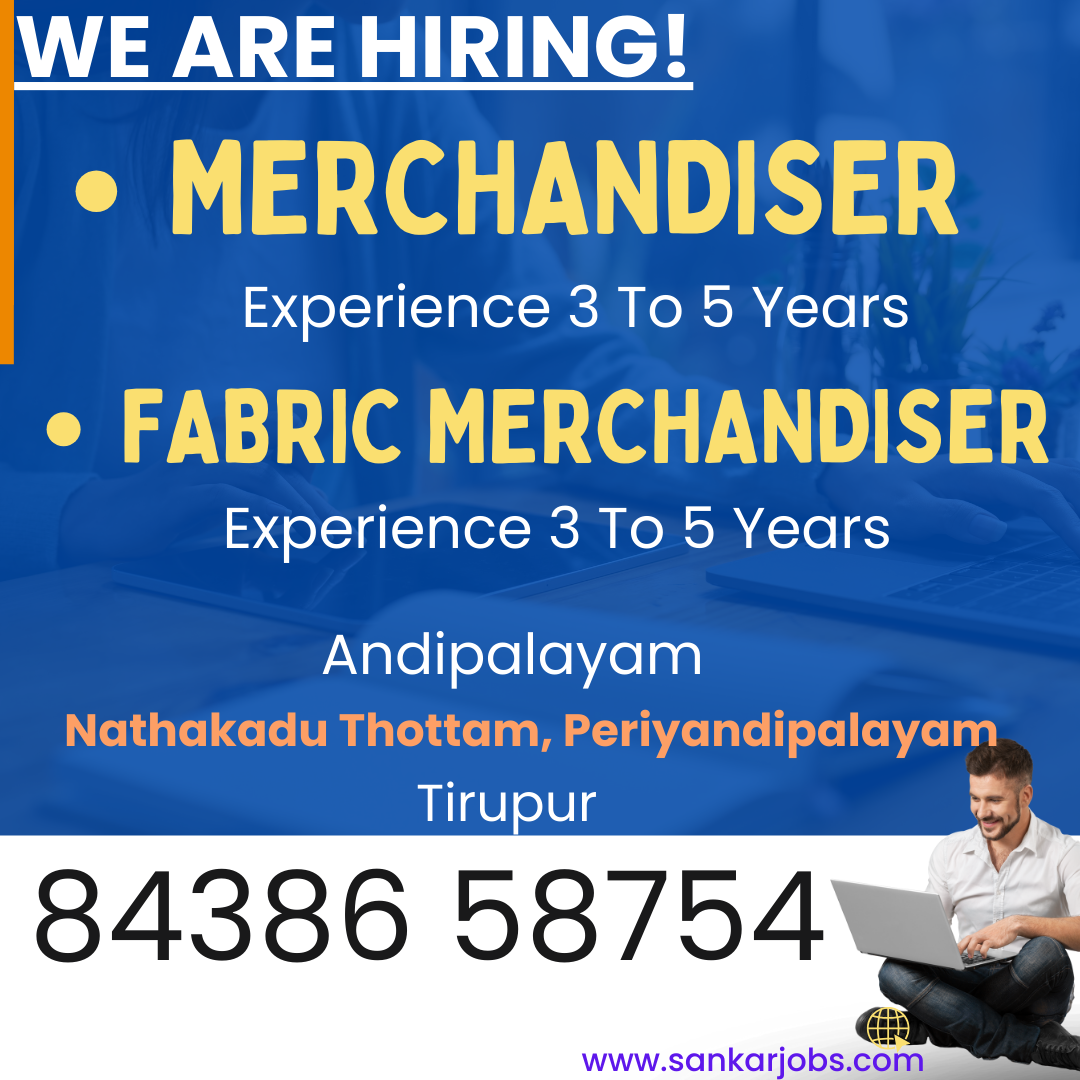 WE ARE HIRING!
• MERCHANDISER
Experience 3 To 5 Years
• FABRIC MERCHANDISER
Experience 3 To 5 Years
Andipalayam
Nathakadu Thottam, Periyandipalayam
Tirupur
84386 58754
www.sankarjobs.com